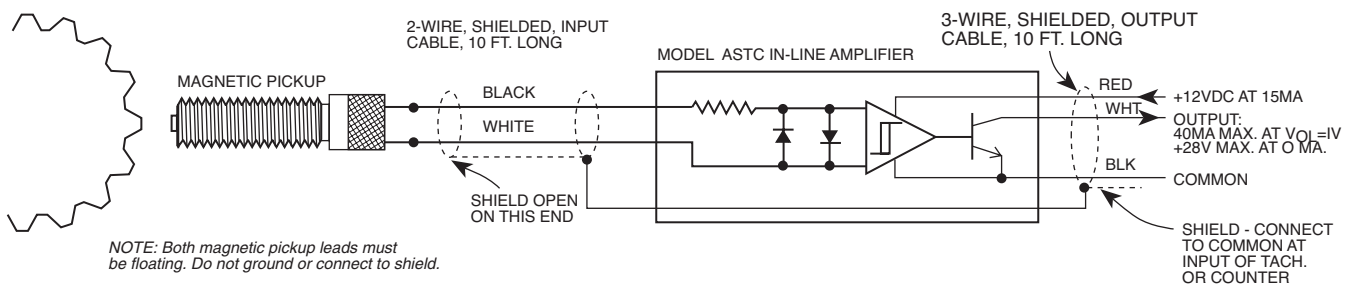 2-WIRE, SHIELDED, INPUT
CABLE, 10 FT. LONG
3-WIRE, SHIELDED, OUTPUT
CABLE, 10 FT. LONG
MODEL ASTC IN-LINE AMPLIFIER
MAGNETIC PICKUP
BLACK
WHITE
RED
+12VDC AT 15MA
WHT
OUTPUT:
40MA MAX. AT VOL=IV
+28V MAX. AT O MA.
BLK
COMMON
SHIELD OPEN
ON THIS END
SHIELD - CONNECT
TO COMMON AT
INPUT OF TACH.
OR COUNTER
NOTE: Both magnetic pickup leads must
be floating. Do not ground or connect to shield.